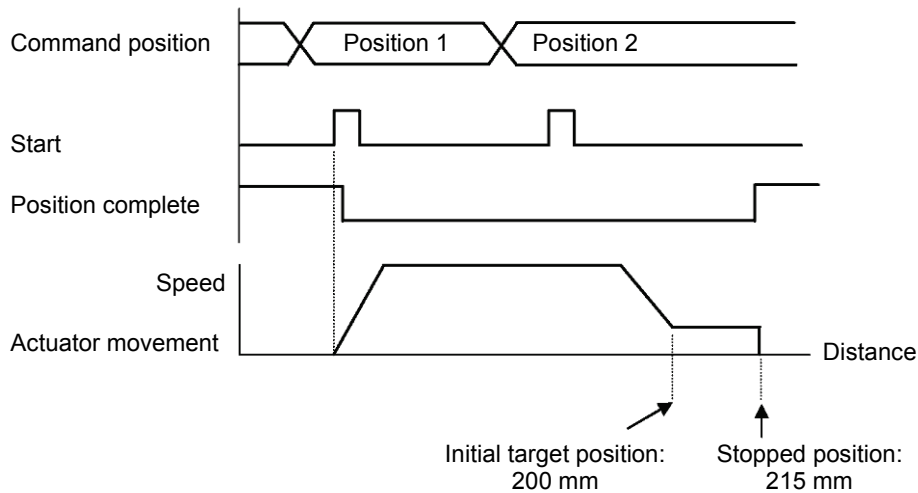 Command position
Position 1
Position 2
Start
Position complete
Speed
Actuator movement
Distance
Initial target position:
200 mm
Stopped position:
215 mm